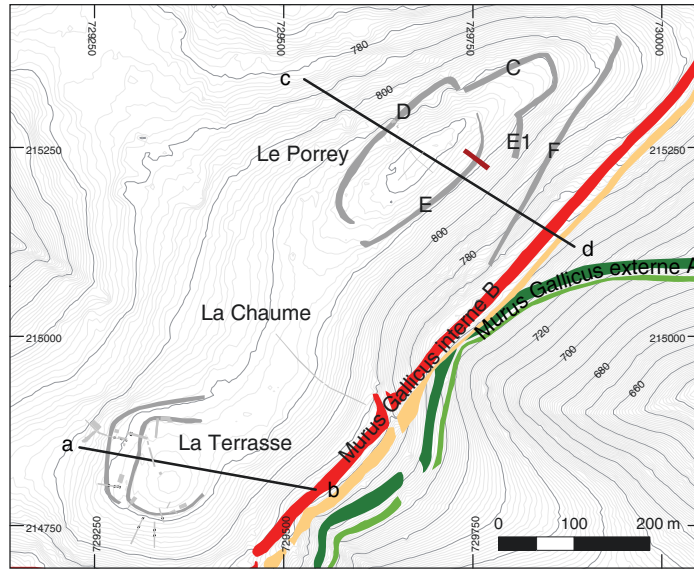 729250
729500
729750
730000
780
c
C
800
800
D
215250
Le Porrey
E1
F
215250
E
800
780
d
Murus Gallicus externe A
La Chaume
Murus Gallicus interne B
215000
720
215000
700
680
660
a
La Terrasse
b
214750
729250
729500
729750
0 100 200 m